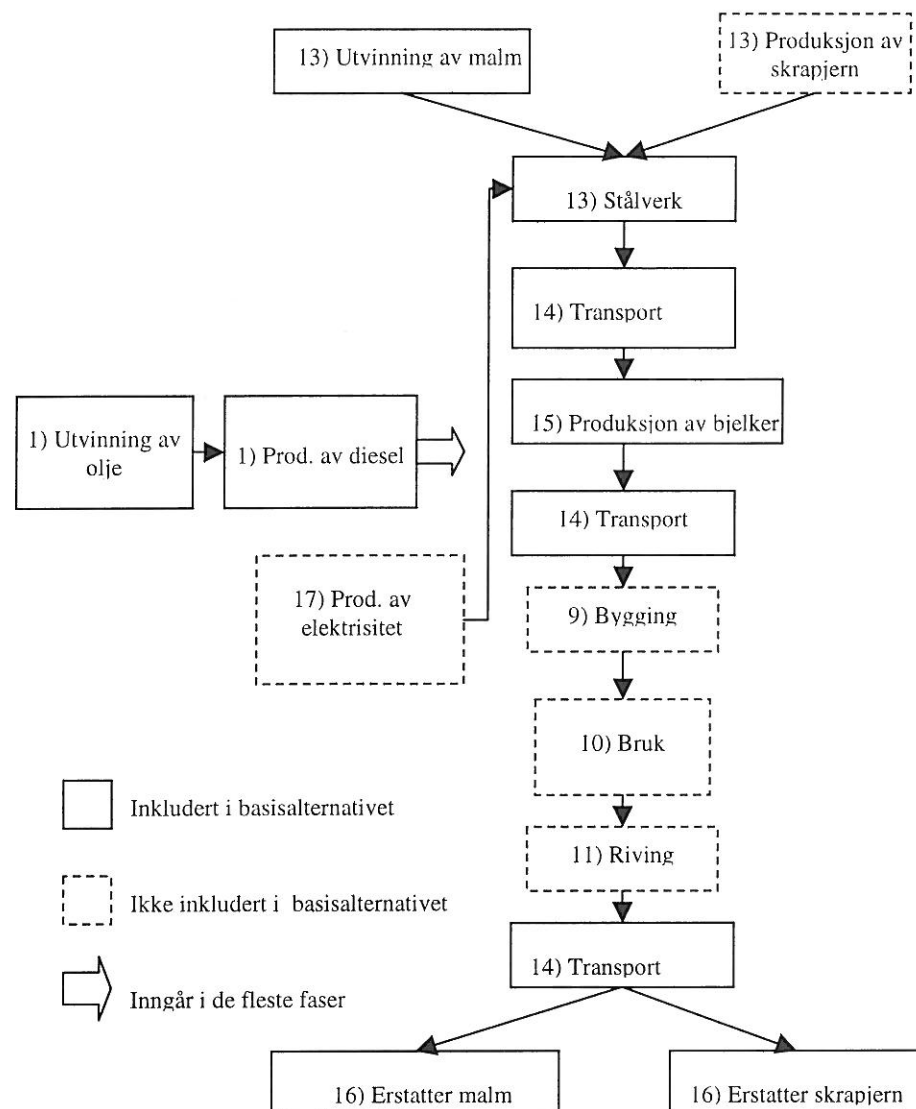 13) Utvinning av malm
13) Produksjon av
skrapjern
13) Stålverk
14) Transport
15) Produksjon av bjelker
1) Utvinning av
olje
1) Prod. av diesel
14) Transport
17) Prod. av
elektrisitet
9) Bygging
10) Bruk
11) Riving
14) Transport
16) Erstatter malm
16) Erstatter skrapjern
Inkludert i basisalternativet
Ikke inkludert i basisalternativet
Inngår i de fleste faser